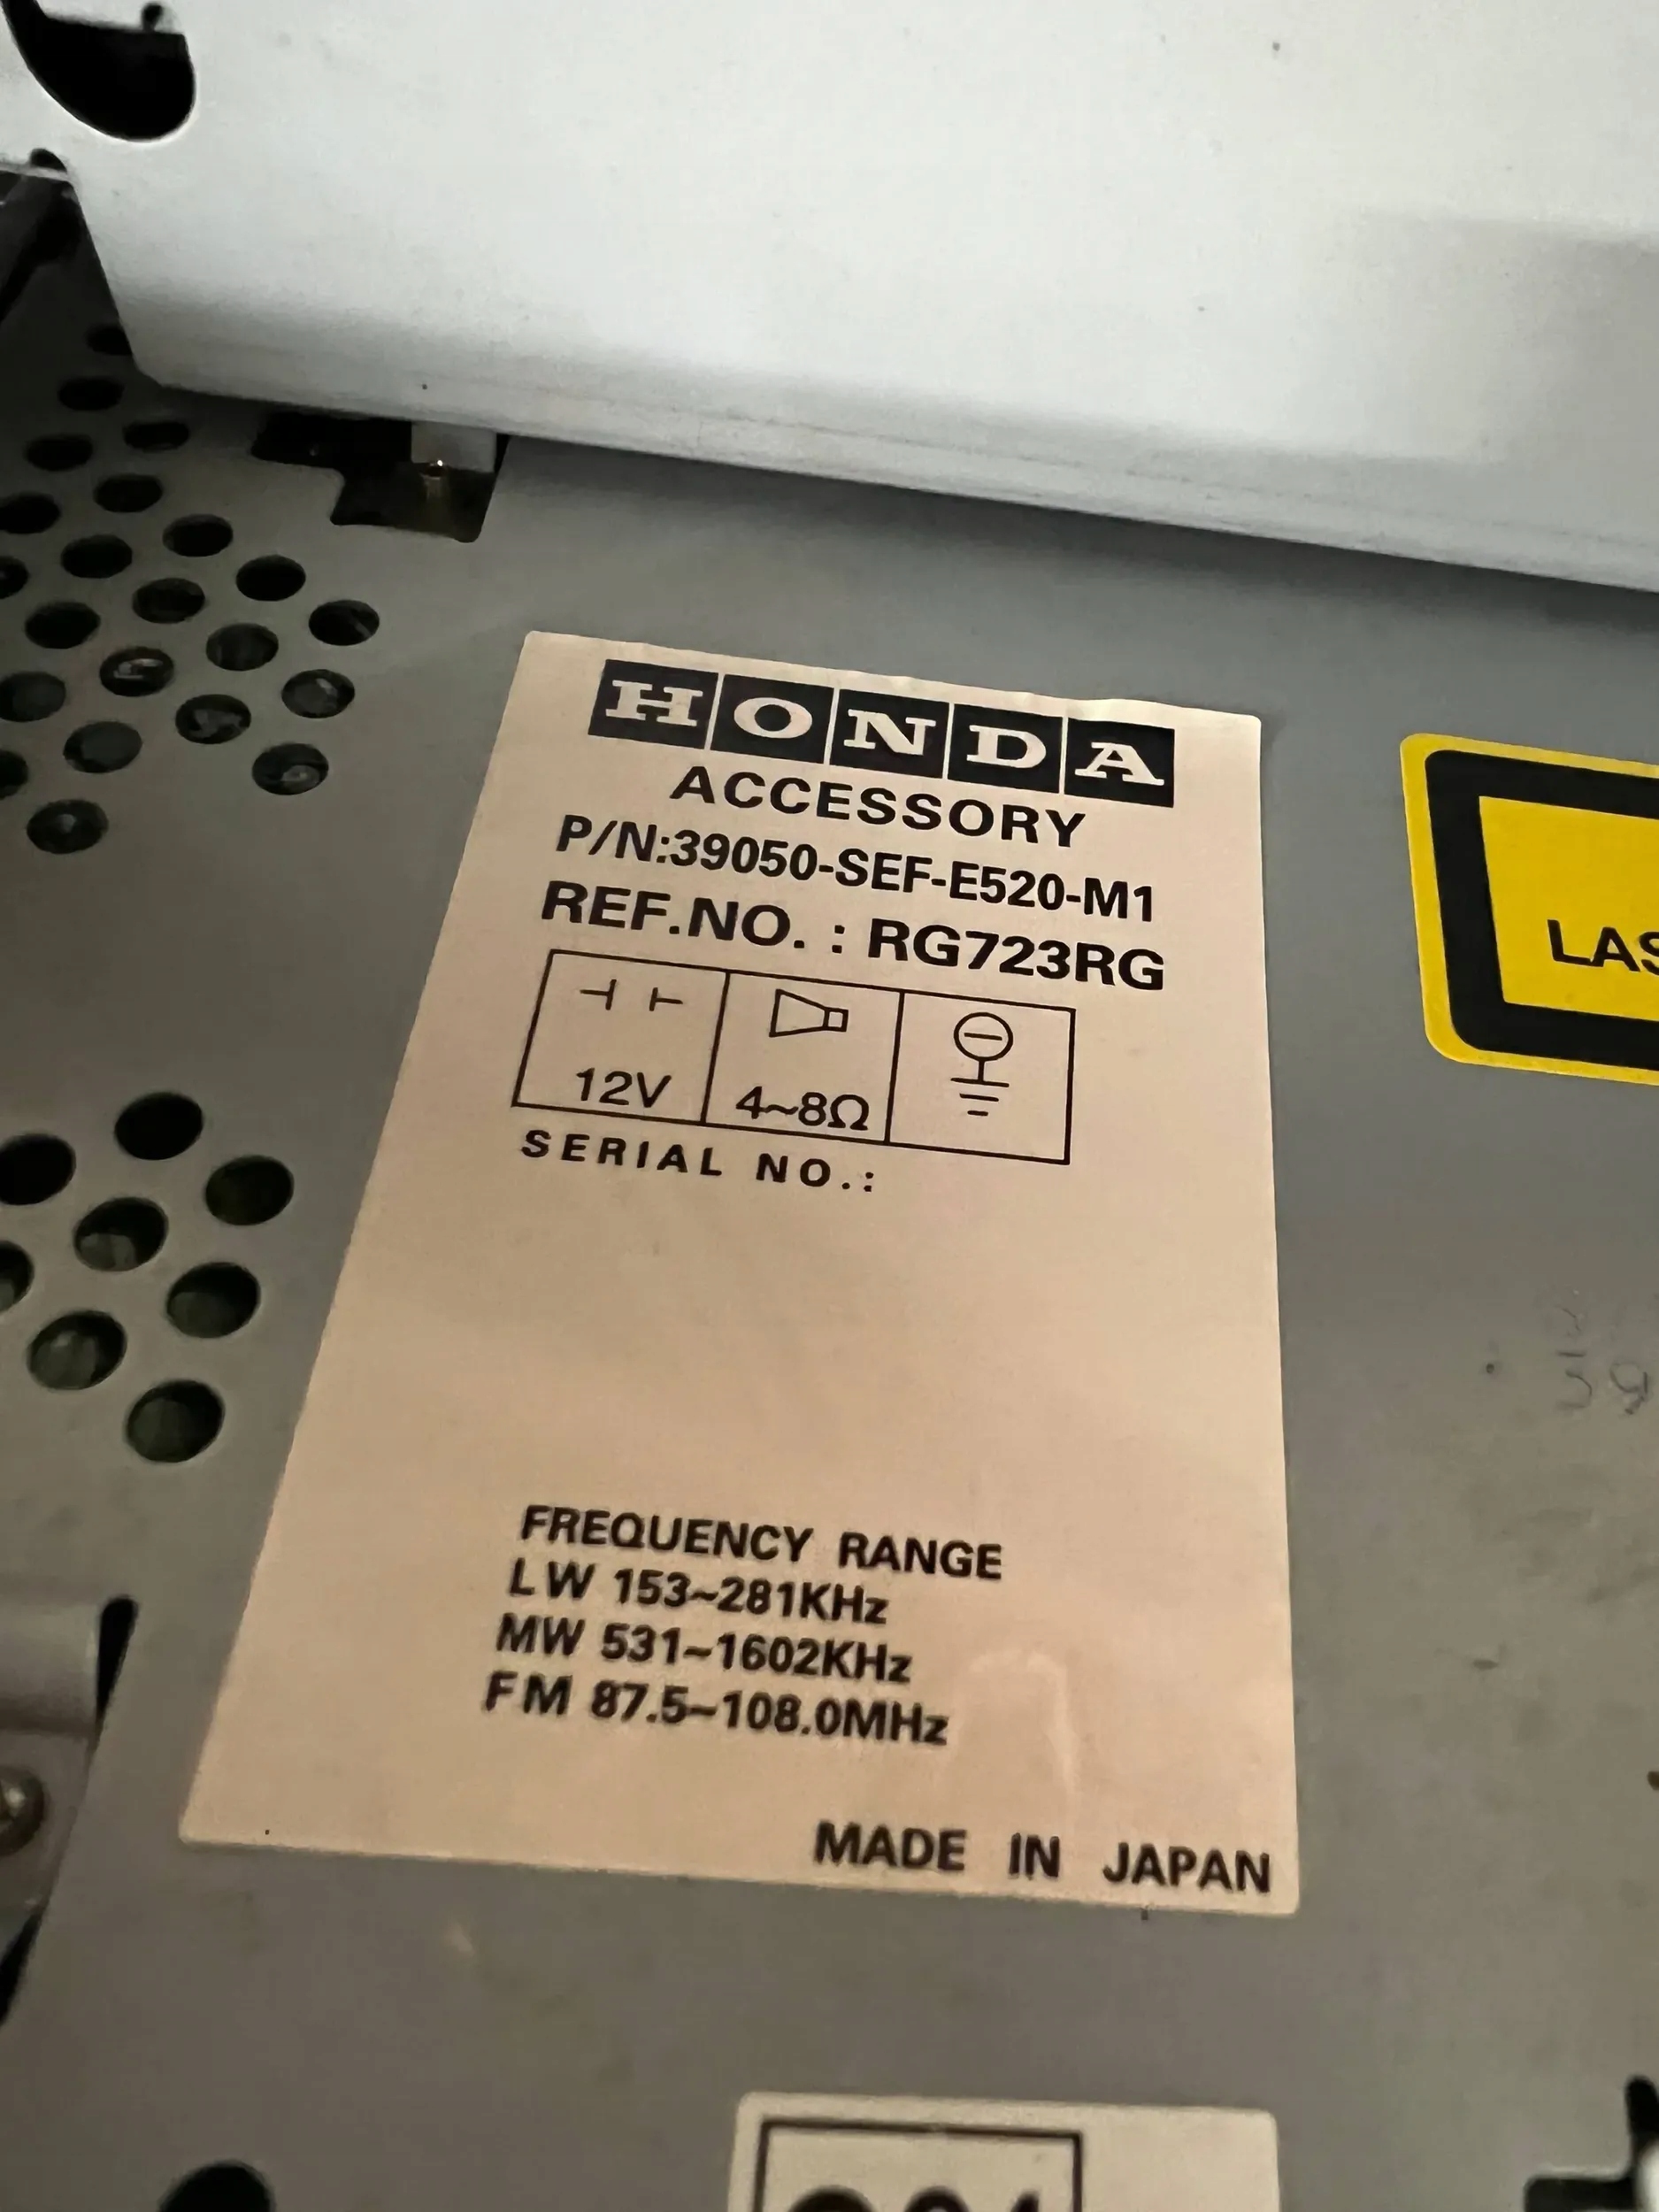 HONDA
ACCESSORY
P/N:39050-SEF-E520-M1
REF.NO. : RG723RG
12V
4~8Ω
SERIAL NO.:
FREQUENCY RANGE
LW 153~281KHz
MW 531~1602KHz
FM 87.5~108.0MHz
MADE IN JAPAN
LAS